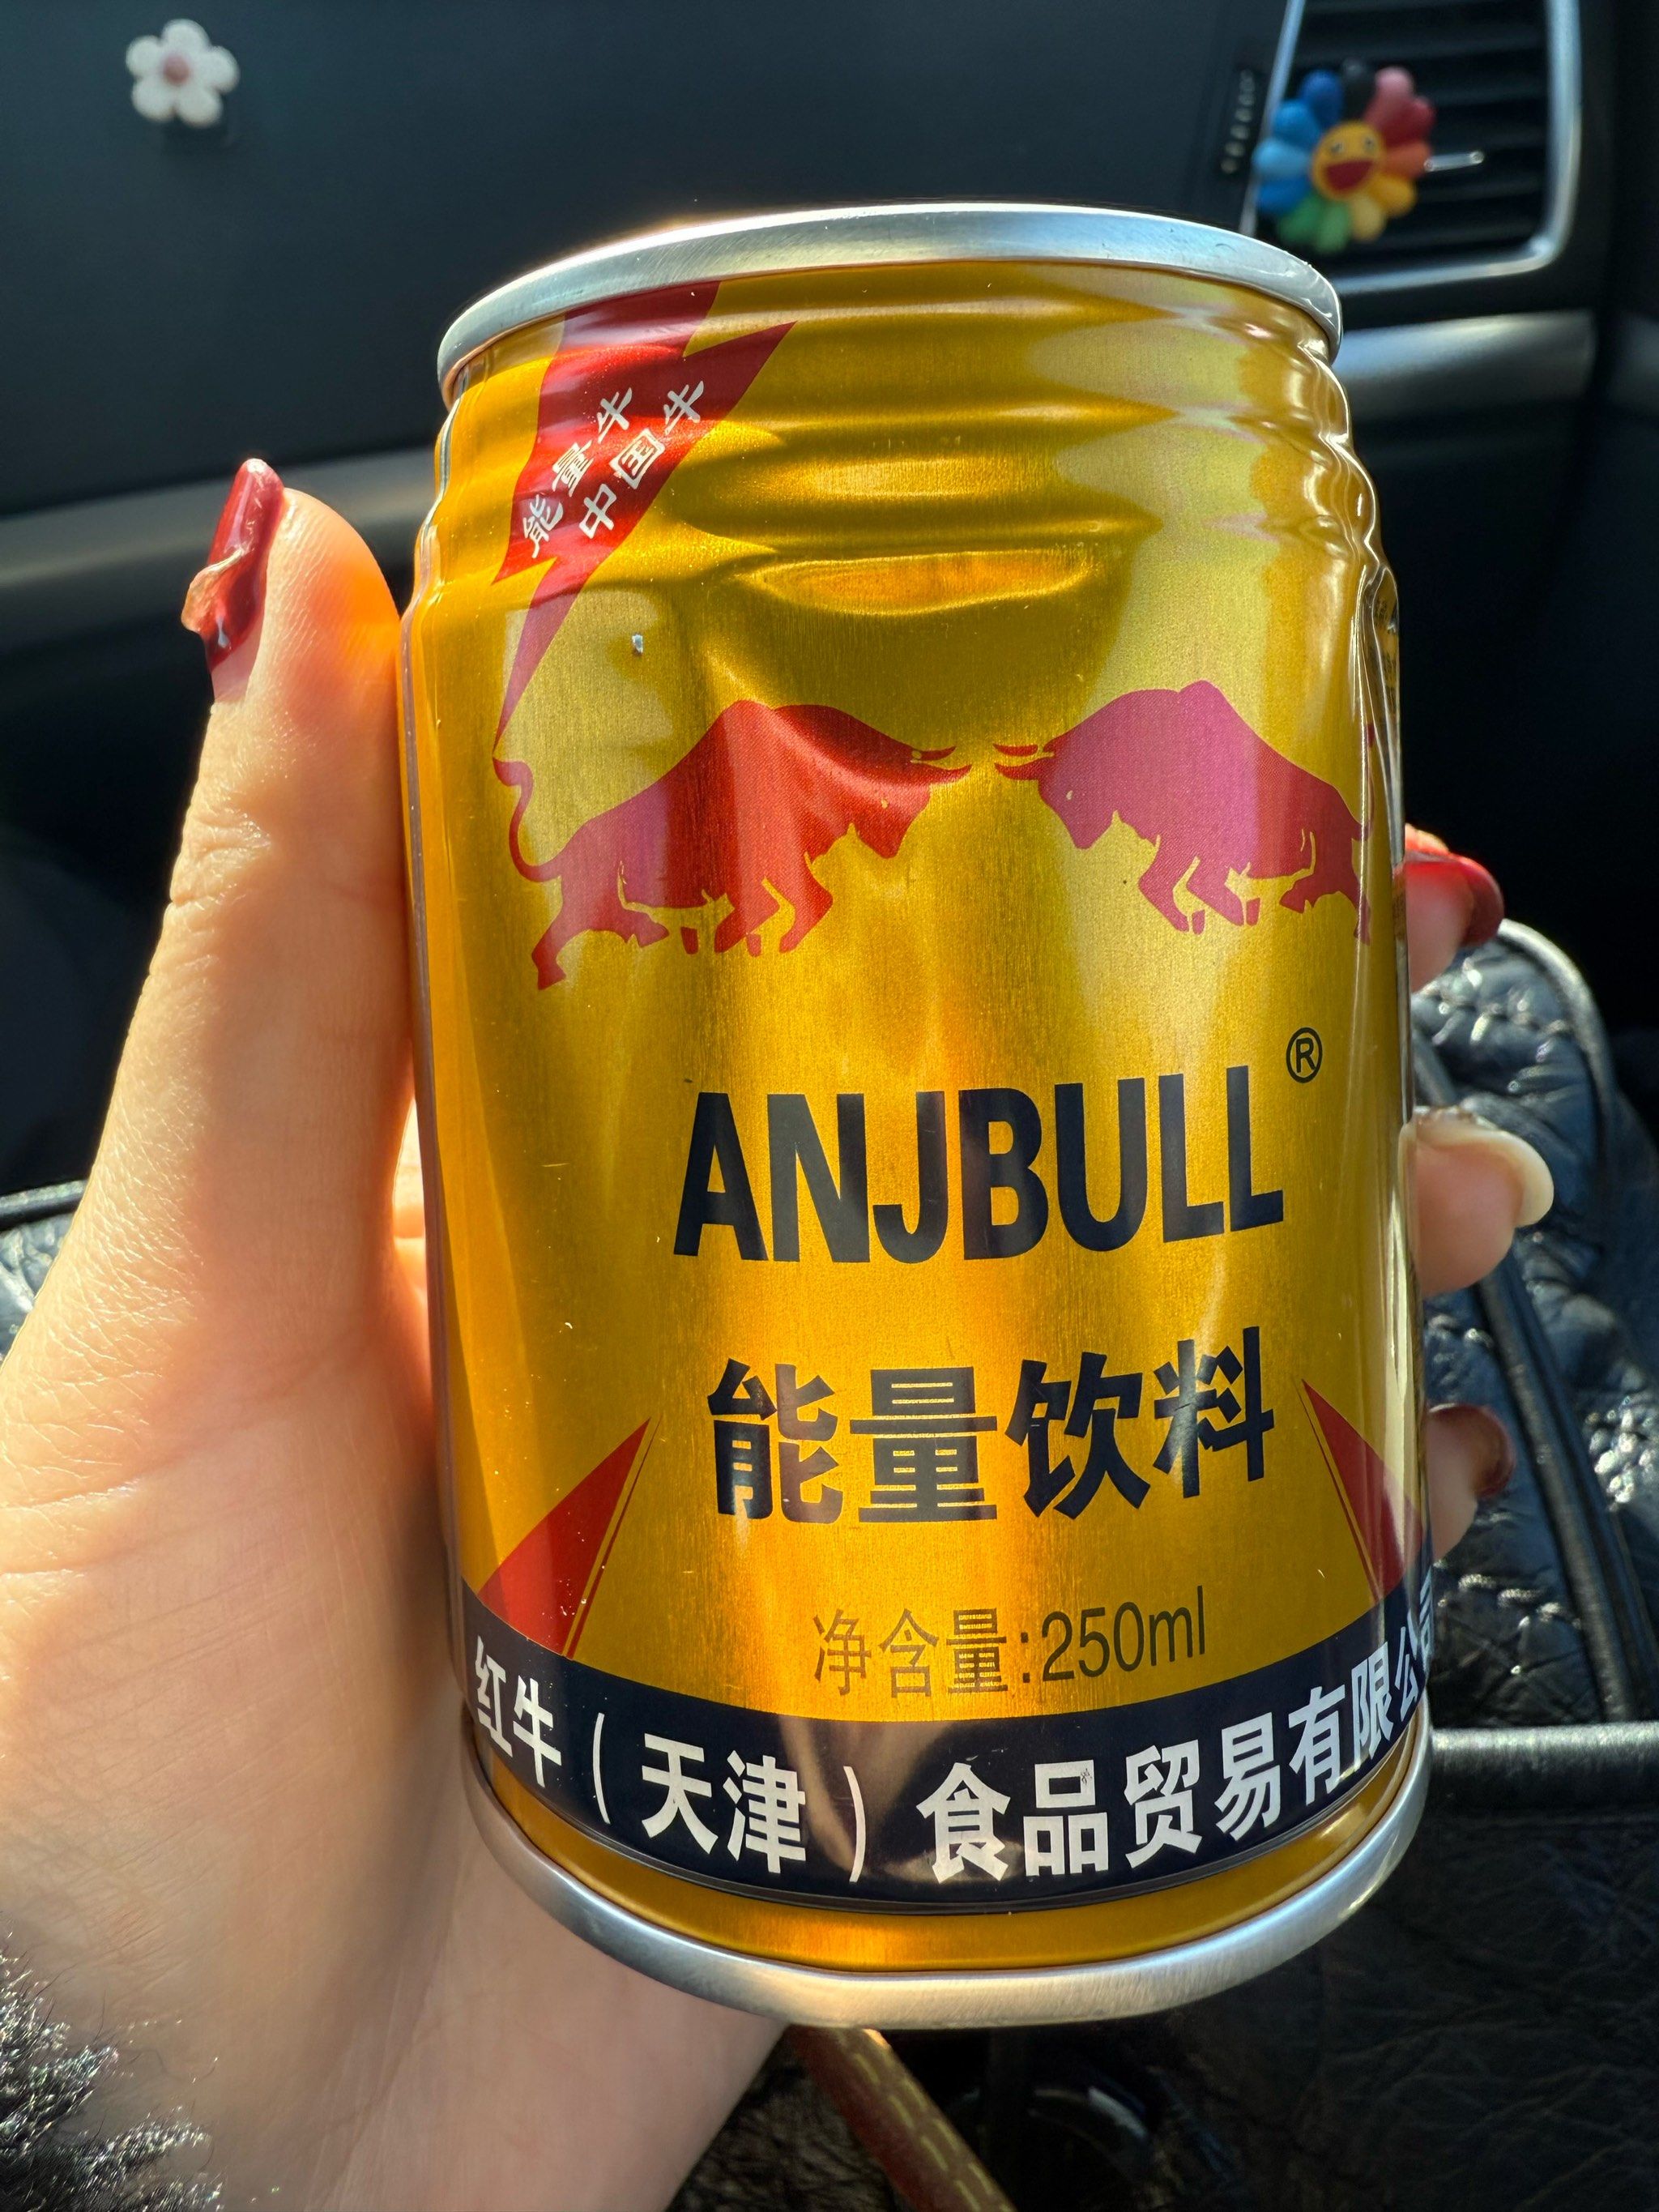 能量牛
中国牛
ANJBULL®
能量饮料
净含量:250ml
红牛(天津)食品贸易有限公司